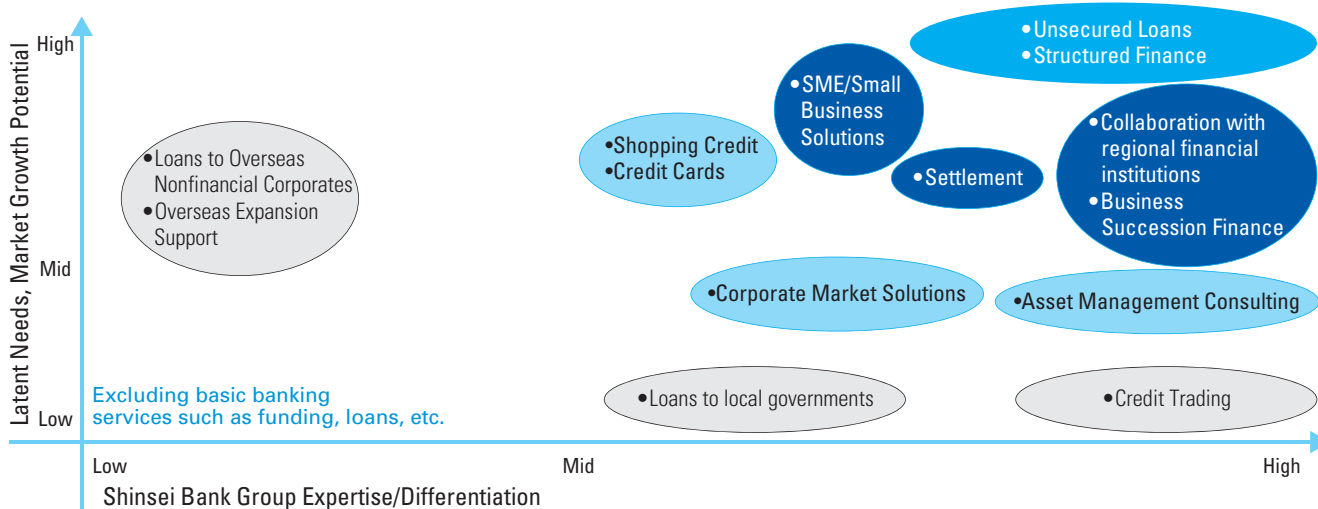 Latent Needs, Market Growth Potential
High
Mid
Low
•Unsecured Loans
•Structured Finance
•SME/Small
Business
Solutions
•Shopping Credit
•Credit Cards
•Settlement
•Collaboration with
regional financial
institutions
•Business
Succession Finance
•Loans to Overseas
Nonfinancial Corporates
•Overseas Expansion
Support
•Corporate Market Solutions
•Asset Management Consulting
•Loans to local governments
•Credit Trading
Excluding basic banking
services such as funding, loans, etc.
Low
Mid
High
Shinsei Bank Group Expertise/Differentiation